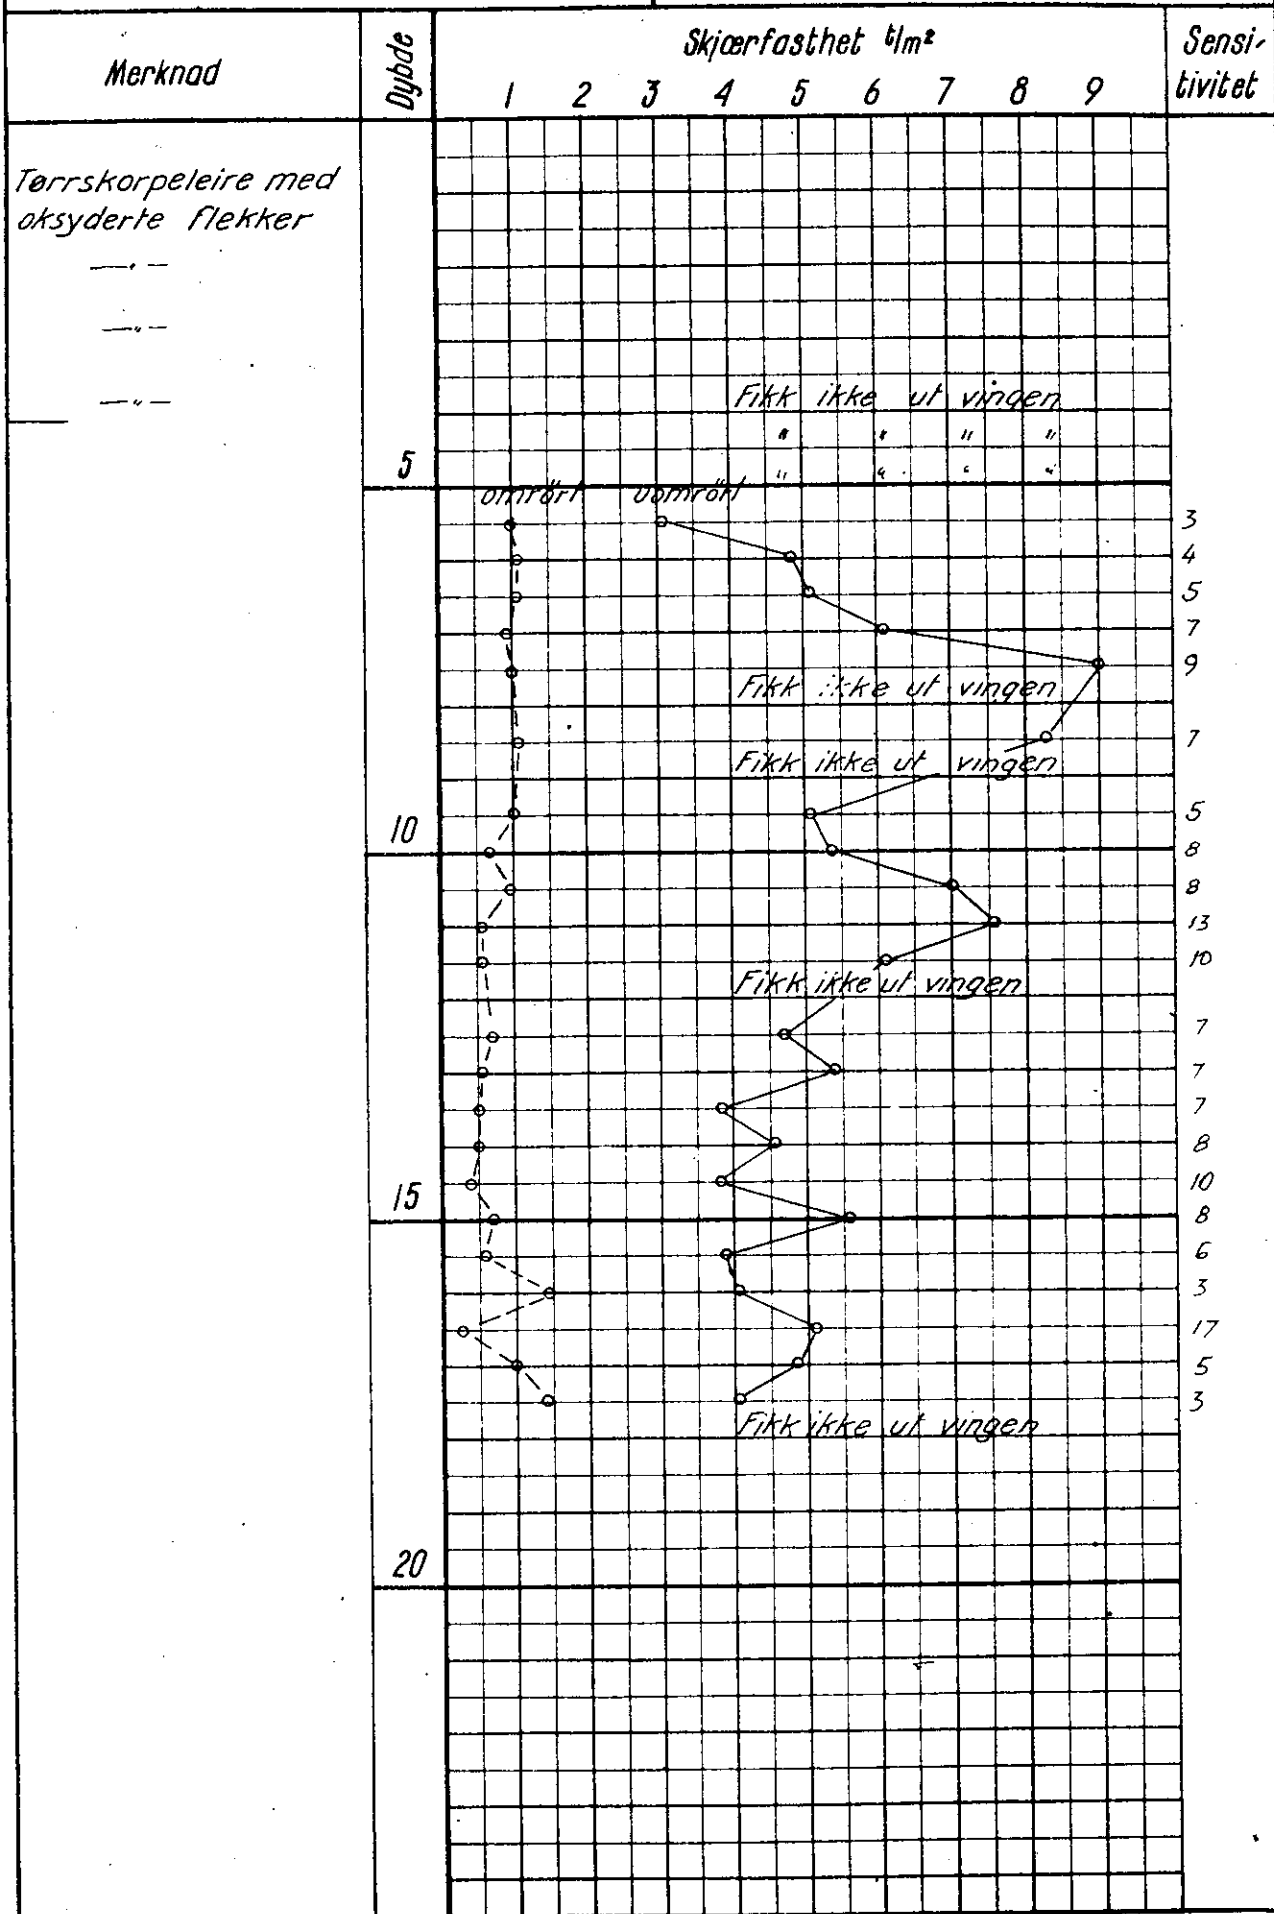 Merknad
Dybde
Skjærfasthet t/m²
1 2 3 4 5 6 7 8 9
Sensi-
tivitet
Tørrskorpeleire med
oksyderte flekker
—"—
—"—
—"—
Fikk ikke ut vingen
" " " "
5 " " " "
omrørt uomrørt
3
4
5
7
9
Fikk ikke ut vingen
7
Fikk ikke ut vingen
5
10
8
8
13
10
Fikk ikke ut vingen
7
7
7
8
10
15
8
6
3
17
5
3
Fikk ikke ut vingen
20